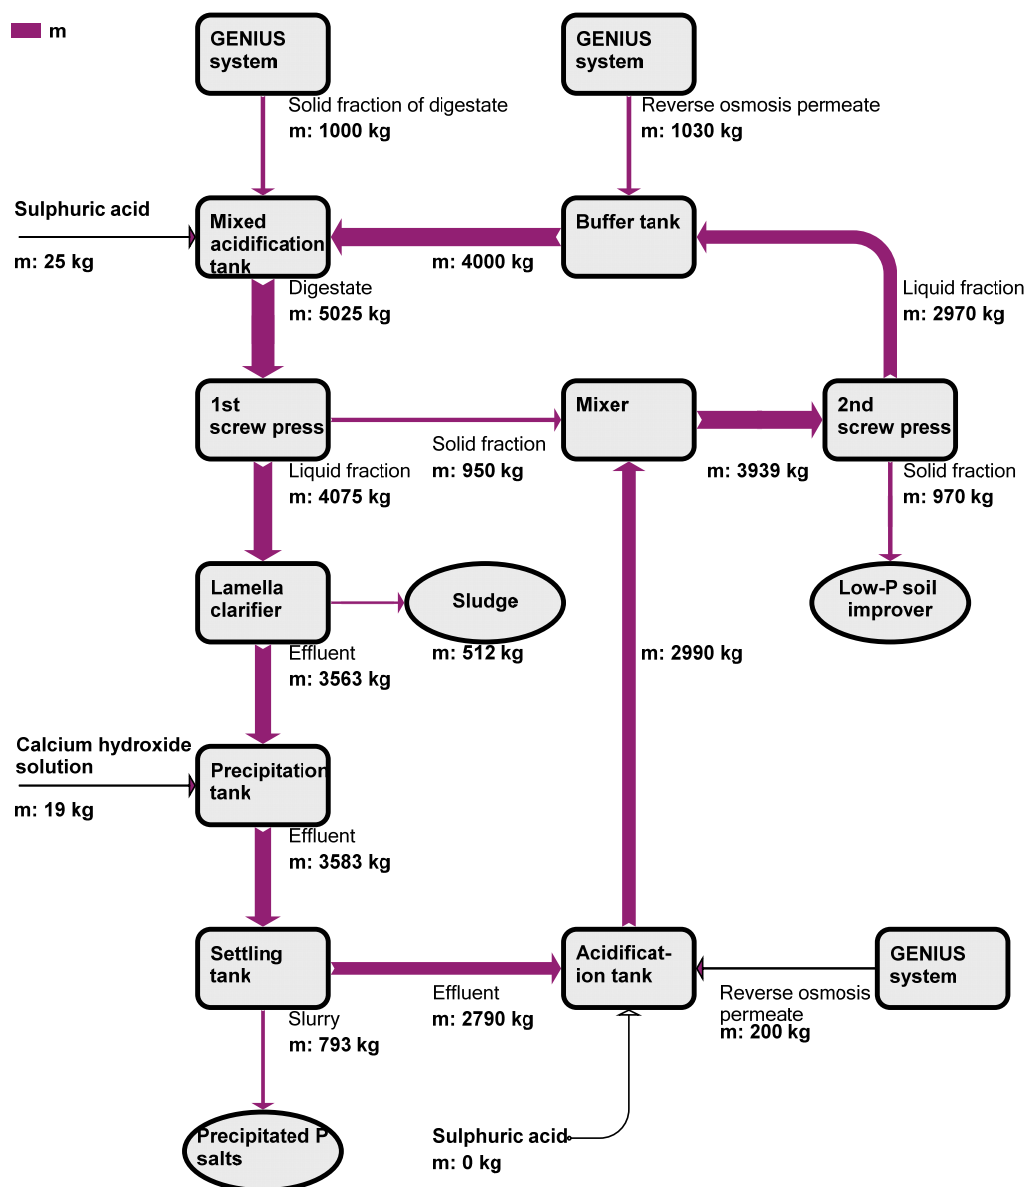 m
GENIUS
system
GENIUS
system
Solid fraction of digestate
m: 1000 kg
Reverse osmosis permeate
m: 1030 kg
Sulphuric acid
m: 25 kg
Mixed
acidification
tank
Buffer tank
m: 4000 kg
Digestate
m: 5025 kg
Liquid fraction
m: 2970 kg
1st
screw press
Mixer
2nd
screw press
Solid fraction
m: 950 kg
m: 3939 kg
Liquid fraction
m: 4075 kg
Solid fraction
m: 970 kg
Lamella
clarifier
Sludge
m: 512 kg
Low-P soil
improver
Effluent
m: 3563 kg
m: 2990 kg
Calcium hydroxide
solution
m: 19 kg
Precipitation
tank
Effluent
m: 3583 kg
Settling
tank
Acidificat-
ion tank
GENIUS
system
Effluent
m: 2790 kg
Reverse osmosis
permeate
m: 200 kg
Slurry
m: 793 kg
Precipitated P
salts
Sulphuric acid
m: 0 kg